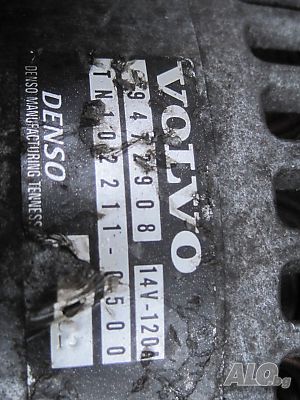 VOLVO
9472908 14V-120A
TN102211-0500
DENSO
DENSO MANUFACTURING TENNESS
ALO.bg